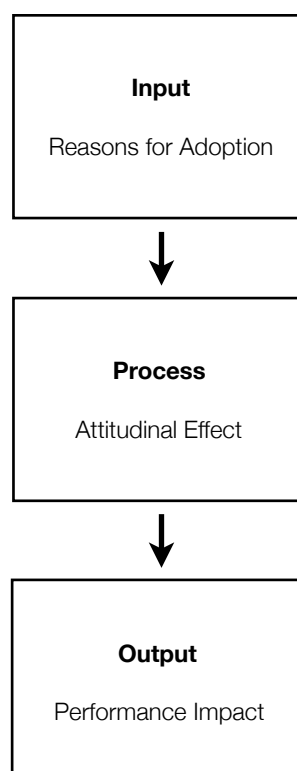 Input
Reasons for Adoption
Process
Attitudinal Effect
Output
Performance Impact